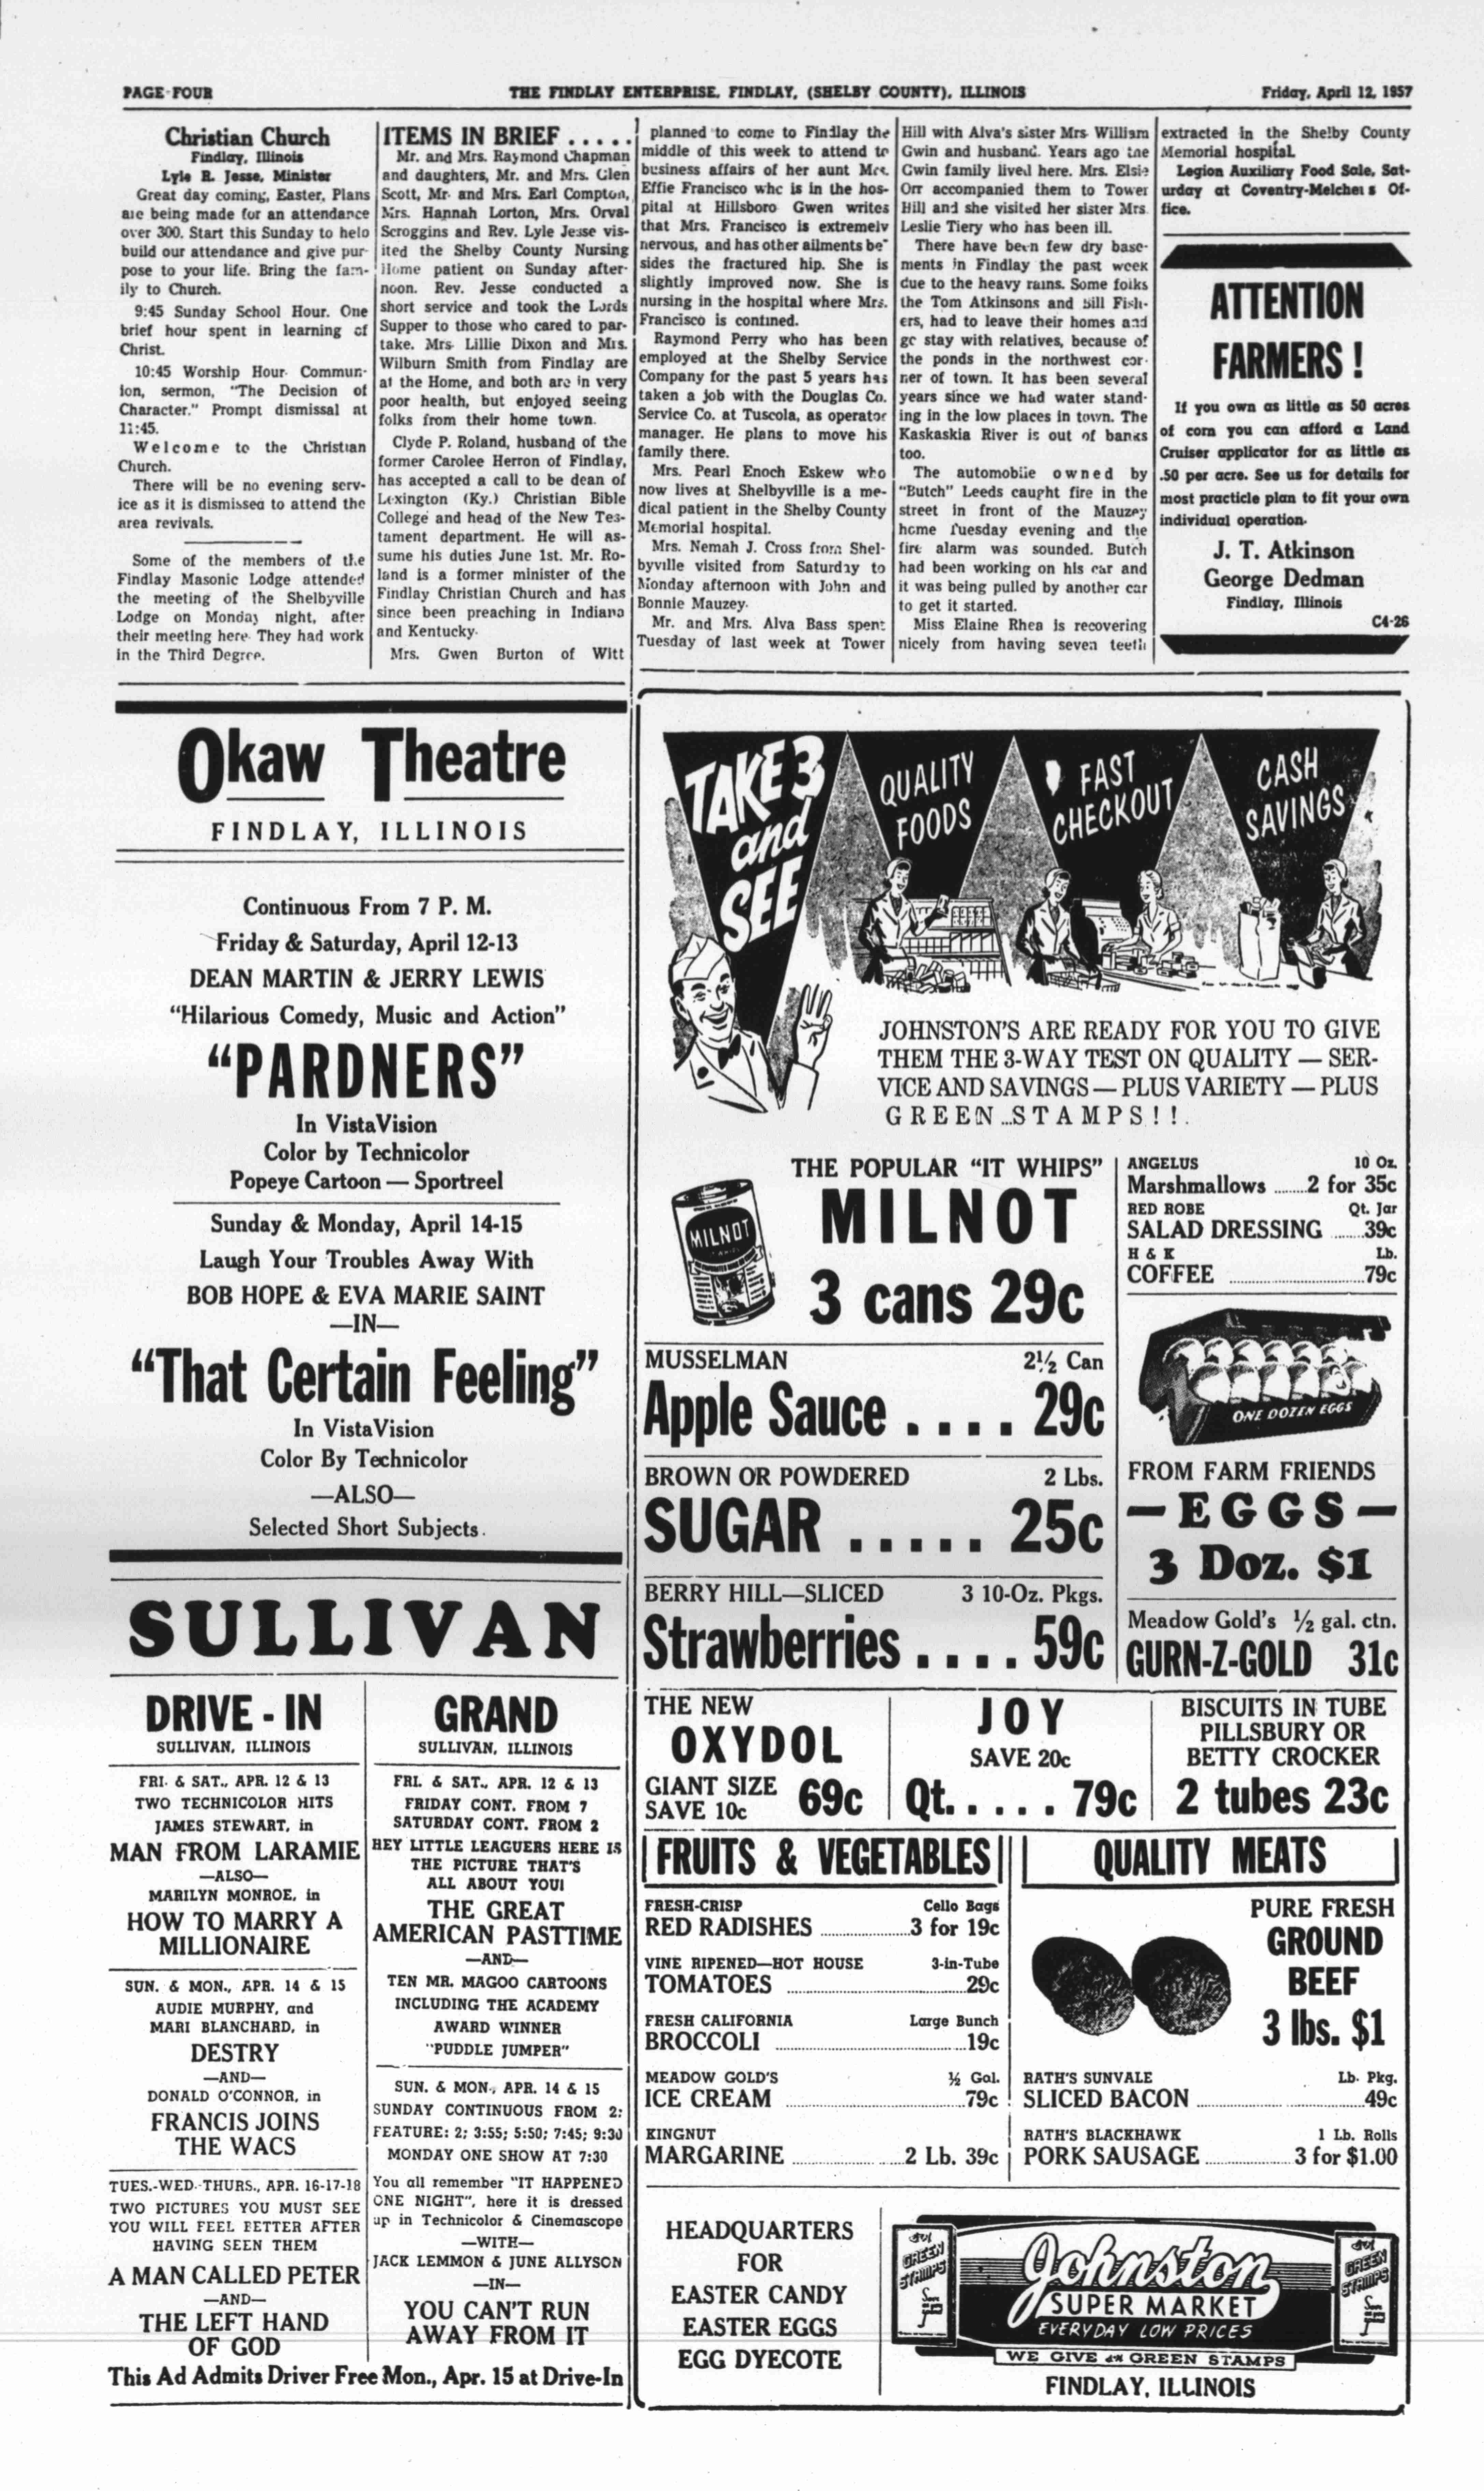 PAGE FOUR
THE FINDLAY ENTERPRISE, FINDLAY, (SHELBY COUNTY), ILLINOIS
Friday, April 12, 1957
Christian Church
Findlay, Illinois
Lyle R. Jesse, Minister
Great day coming, Easter, Plans
are being made for an attendance
over 300. Start this Sunday to help
build our attendance and give pur-
pose to your life. Bring the fam-
ily to Church.
9:45 Sunday School Hour. One
brief hour spent in learning of
Christ.
10:45 Worship Hour. Commun-
ion, sermon, "The Decision of
Character." Prompt dismissal at
11:45.
Welcome to the Christian
Church.
There will be no evening serv-
ice as it is dismissed to attend the
area revivals.
Some of the members of the
Findlay Masonic Lodge attended
the meeting of the Shelbyville
Lodge on Monday night, after
their meeting here. They had work
in the Third Degree.
ITEMS IN BRIEF . . . . .
Mr. and Mrs. Raymond Chapman
and daughters, Mr. and Mrs. Glen
Scott, Mr. and Mrs. Earl Compton,
Mrs. Hannah Lorton, Mrs. Orval
Scroggins and Rev. Lyle Jesse vis-
ited the Shelby County Nursing
Home patient on Sunday after-
noon. Rev. Jesse conducted a
short service and took the Lords
Supper to those who cared to par-
take. Mrs. Lillie Dixon and Mrs.
Wilburn Smith from Findlay are
at the Home, and both are in very
poor health, but enjoyed seeing
folks from their home town.
Clyde P. Roland, husband of the
former Carolee Herron of Findlay,
has accepted a call to be dean of
Lexington (Ky.) Christian Bible
College and head of the New Tes-
tament department. He will as-
sume his duties June 1st. Mr. Ro-
land is a former minister of the
Findlay Christian Church and has
since been preaching in Indiana
and Kentucky.
Mrs. Gwen Burton of Witt
planned to come to Findlay the
middle of this week to attend to
business affairs of her aunt Mrs.
Effie Francisco who is in the hos-
pital at Hillsboro Gwen writes
that Mrs. Francisco is extremely
nervous, and has other ailments be-
sides the fractured hip. She is
slightly improved now. She is
nursing in the hospital where Mrs.
Francisco is contined.
Raymond Perry who has been
employed at the Shelby Service
Company for the past 5 years has
taken a job with the Douglas Co.
Service Co. at Tuscola, as operator
manager. He plans to move his
family there.
Mrs. Pearl Enoch Eskew who
now lives at Shelbyville is a me-
dical patient in the Shelby County
Memorial hospital.
Mrs. Nemah J. Cross from Shel-
byville visited from Saturday to
Monday afternoon with John and
Bonnie Mauzey.
Mr. and Mrs. Alva Bass spent
Tuesday of last week at Tower
Hill with Alva's sister Mrs. William
Gwin and husband. Years ago the
Gwin family lived here. Mrs. Elsie
Orr accompanied them to Tower
Hill and she visited her sister Mrs.
Leslie Tiery who has been ill.
There have been few dry base-
ments in Findlay the past week
due to the heavy rains. Some folks
the Tom Atkinsons and Bill Fish-
ers, had to leave their homes and
go stay with relatives, because of
the ponds in the northwest cor-
ner of town. It has been several
years since we had water stand-
ing in the low places in town. The
Kaskaskia River is out of banks
too.
The automobile owned by
"Butch" Leeds caught fire in the
street in front of the Mauzey
home Tuesday evening and the
fire alarm was sounded. Butch
had been working on his car and
it was being pulled by another car
to get it started.
Miss Elaine Rhea is recovering
nicely from having seven teeth
extracted in the Shelby County
Memorial hospital.
Legion Auxiliary Food Sale, Sat-
urday at Coventry-Melchers Of-
fice.
ATTENTION
FARMERS !
If you own as little as 50 acres
of corn you can afford a Land
Cruiser applicator for as little as
.50 per acre. See us for details for
most practicle plan to fit your own
individual operation.
J. T. Atkinson
George Dedman
Findlay, Illinois
C4-26
Okaw Theatre
FINDLAY, ILLINOIS
Continuous From 7 P. M.
Friday & Saturday, April 12-13
DEAN MARTIN & JERRY LEWIS
"Hilarious Comedy, Music and Action"
"PARDNERS"
In VistaVision
Color by Technicolor
Popeye Cartoon — Sportreel
Sunday & Monday, April 14-15
Laugh Your Troubles Away With
BOB HOPE & EVA MARIE SAINT
—IN—
"That Certain Feeling"
In VistaVision
Color By Technicolor
—ALSO—
Selected Short Subjects.
SULLIVAN
DRIVE - IN
SULLIVAN, ILLINOIS
FRI. & SAT., APR. 12 & 13
TWO TECHNICOLOR HITS
JAMES STEWART, in
MAN FROM LARAMIE
—ALSO—
MARILYN MONROE, in
HOW TO MARRY A
MILLIONAIRE
SUN. & MON., APR. 14 & 15
AUDIE MURPHY, and
MARI BLANCHARD, in
DESTRY
—AND—
DONALD O'CONNOR, in
FRANCIS JOINS
THE WACS
TUES.-WED.-THURS., APR. 16-17-18
TWO PICTURES YOU MUST SEE
YOU WILL FEEL BETTER AFTER
HAVING SEEN THEM
A MAN CALLED PETER
—AND—
THE LEFT HAND
OF GOD
GRAND
SULLIVAN, ILLINOIS
FRI. & SAT., APR. 12 & 13
FRIDAY CONT. FROM 7
SATURDAY CONT. FROM 2
HEY LITTLE LEAGUERS HERE IS
THE PICTURE THAT'S
ALL ABOUT YOU!
THE GREAT
AMERICAN PASTTIME
—AND—
TEN MR. MAGOO CARTOONS
INCLUDING THE ACADEMY
AWARD WINNER
"PUDDLE JUMPER"
SUN. & MON., APR. 14 & 15
SUNDAY CONTINUOUS FROM 2:
FEATURE: 2; 3:55; 5:50; 7:45; 9:30
MONDAY ONE SHOW AT 7:30
You all remember "IT HAPPENED
ONE NIGHT", here it is dressed
up in Technicolor & Cinemascope
—WITH—
JACK LEMMON & JUNE ALLYSON
—IN—
YOU CAN'T RUN
AWAY FROM IT
This Ad Admits Driver Free Mon., Apr. 15 at Drive-In
TAKE 3
and
SEE
QUALITY
FOODS
FAST
CHECKOUT
CASH
SAVINGS
JOHNSTON'S ARE READY FOR YOU TO GIVE
THEM THE 3-WAY TEST ON QUALITY — SER-
VICE AND SAVINGS — PLUS VARIETY — PLUS
GREEN STAMPS!!.
MILNOT
THE POPULAR "IT WHIPS"
MILNOT
3 cans 29c
MUSSELMAN 2½ Can
Apple Sauce . . . . 29c
BROWN OR POWDERED 2 Lbs.
SUGAR . . . . . 25c
BERRY HILL—SLICED 3 10-Oz. Pkgs.
Strawberries . . . . 59c
ANGELUS 10 Oz.
Marshmallows ........2 for 35c
RED ROBE Qt. Jar
SALAD DRESSING ........39c
H & K Lb.
COFFEE ........79c
ONE DOZEN EGGS
FROM FARM FRIENDS
—EGGS—
3 Doz. $1
Meadow Gold's ½ gal. ctn.
GURN-Z-GOLD 31c
THE NEW
OXYDOL
GIANT SIZE
SAVE 10c
69c
JOY
SAVE 20c
Qt. . . . . 79c
BISCUITS IN TUBE
PILLSBURY OR
BETTY CROCKER
2 tubes 23c
FRUITS & VEGETABLES
FRESH-CRISP Cello Bags
RED RADISHES ........3 for 19c
VINE RIPENED—HOT HOUSE 3-in-Tube
TOMATOES ........29c
FRESH CALIFORNIA Large Bunch
BROCCOLI ........19c
MEADOW GOLD'S ½ Gal.
ICE CREAM ........79c
KINGNUT
MARGARINE ........2 Lb. 39c
QUALITY MEATS
PURE FRESH
GROUND
BEEF
3 lbs. $1
RATH'S SUNVALE Lb. Pkg.
SLICED BACON ........49c
RATH'S BLACKHAWK 1 Lb. Rolls
PORK SAUSAGE ........3 for $1.00
HEADQUARTERS
FOR
EASTER CANDY
EASTER EGGS
EGG DYECOTE
S&H
GREEN
STAMPS
Johnston
SUPER MARKET
EVERYDAY LOW PRICES
WE GIVE S&H GREEN STAMPS
S&H
GREEN
STAMPS
FINDLAY, ILLINOIS